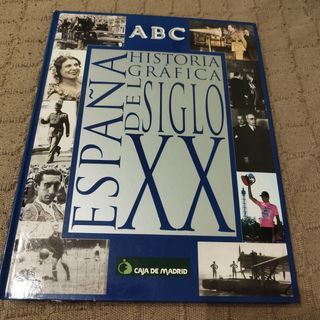 ABC
ESPAÑA
HISTORIA
GRÁFICA
DEL SIGLO
XX
CAJA DE MADRID